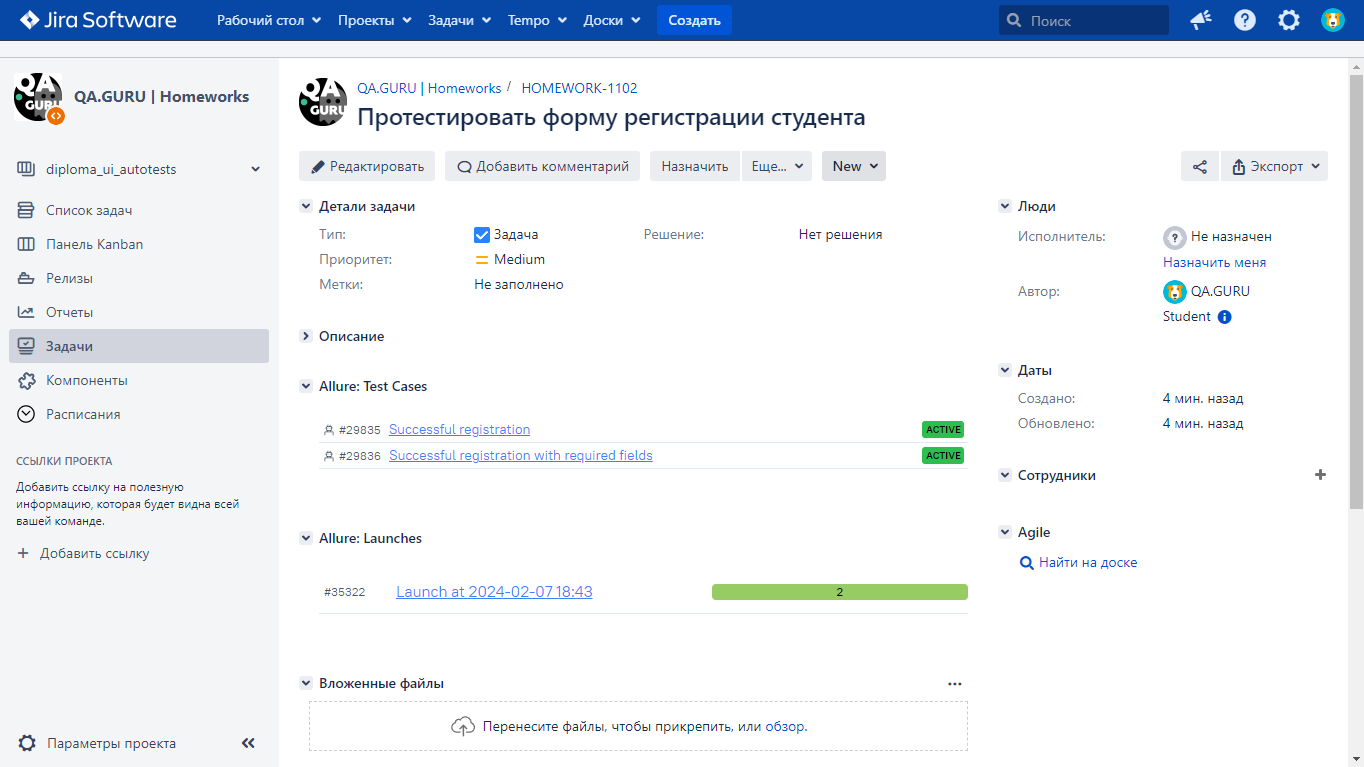 Jira Software Рабочий стол Проекты Задачи Tempo Доски Создать Поиск
QA.GURU | Homeworks
diploma_ui_autotests
Список задач
Панель Kanban
Релизы
Отчеты
Задачи
Компоненты
Расписания
ССЫЛКИ ПРОЕКТА
Добавить ссылку на полезную
информацию, которая будет видна всей
вашей команде.
+ Добавить ссылку
Параметры проекта
QA
GURU
QA
GURU
QA.GURU | Homeworks / HOMEWORK-1102
Протестировать форму регистрации студента
Редактировать Добавить комментарий Назначить Еще... New Экспорт
Детали задачи
Тип: Задача Решение: Нет решения
Приоритет: Medium
Метки: Не заполнено
Описание
Allure: Test Cases
#29835 Successful registration ACTIVE
#29836 Successful registration with required fields ACTIVE
Allure: Launches
#35322 Launch at 2024-02-07 18:43 2
Вложенные файлы
Перенесите файлы, чтобы прикрепить, или обзор.
Люди
Исполнитель: Не назначен
Назначить меня
Автор: QA.GURU
Student
Даты
Создано: 4 мин. назад
Обновлено: 4 мин. назад
Сотрудники
Agile
Найти на доске